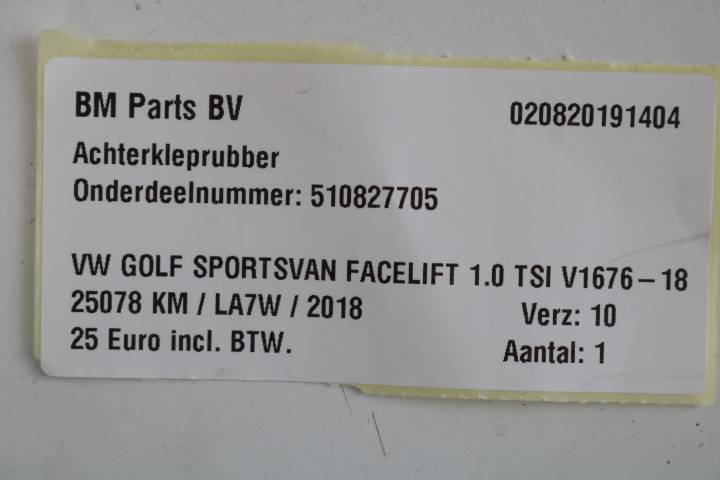 BM Parts BV 020820191404
Achterkleprubber
Onderdeelnummer: 510827705
VW GOLF SPORTSVAN FACELIFT 1.0 TSI V1676-18
25078 KM / LA7W / 2018 Verz: 10
25 Euro incl. BTW. Aantal: 1